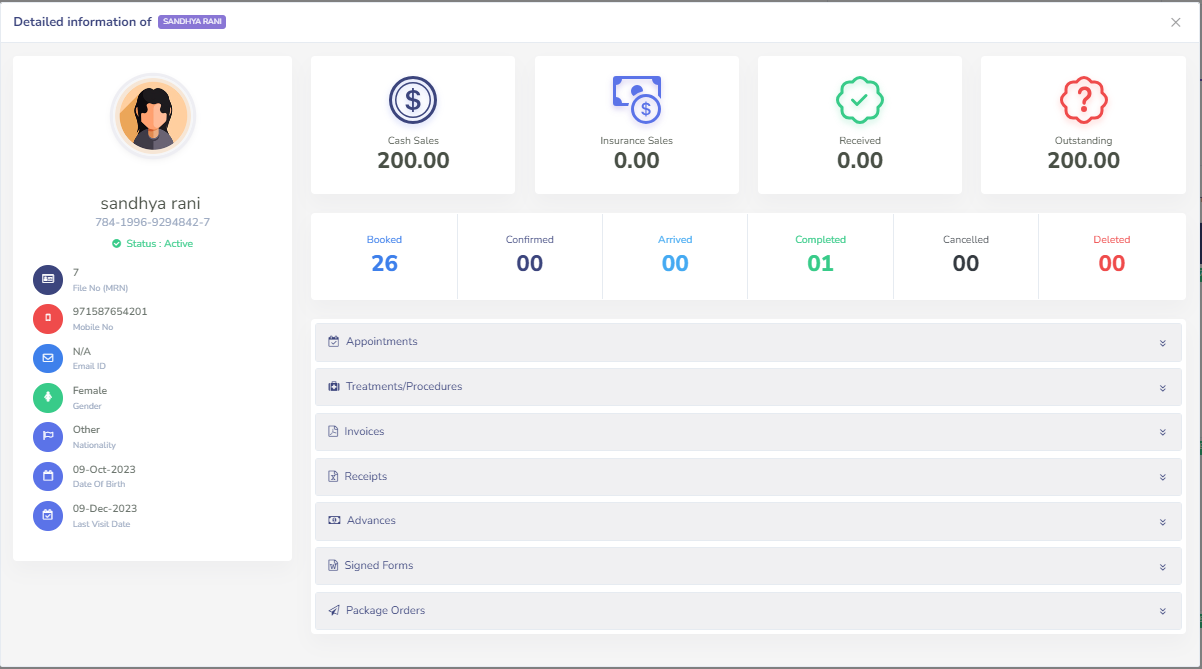 Detailed information of SANDHYA RANI
sandhya rani
784-1996-9294842-7
Status : Active
7
File No (MRN)
971587654201
Mobile No
N/A
Email ID
Female
Gender
Other
Nationality
09-Oct-2023
Date Of Birth
09-Dec-2023
Last Visit Date
Cash Sales
200.00
Insurance Sales
0.00
Received
0.00
Outstanding
200.00
Booked
26
Confirmed
00
Arrived
00
Completed
01
Cancelled
00
Deleted
00
Appointments
Treatments/Procedures
Invoices
Receipts
Advances
Signed Forms
Package Orders